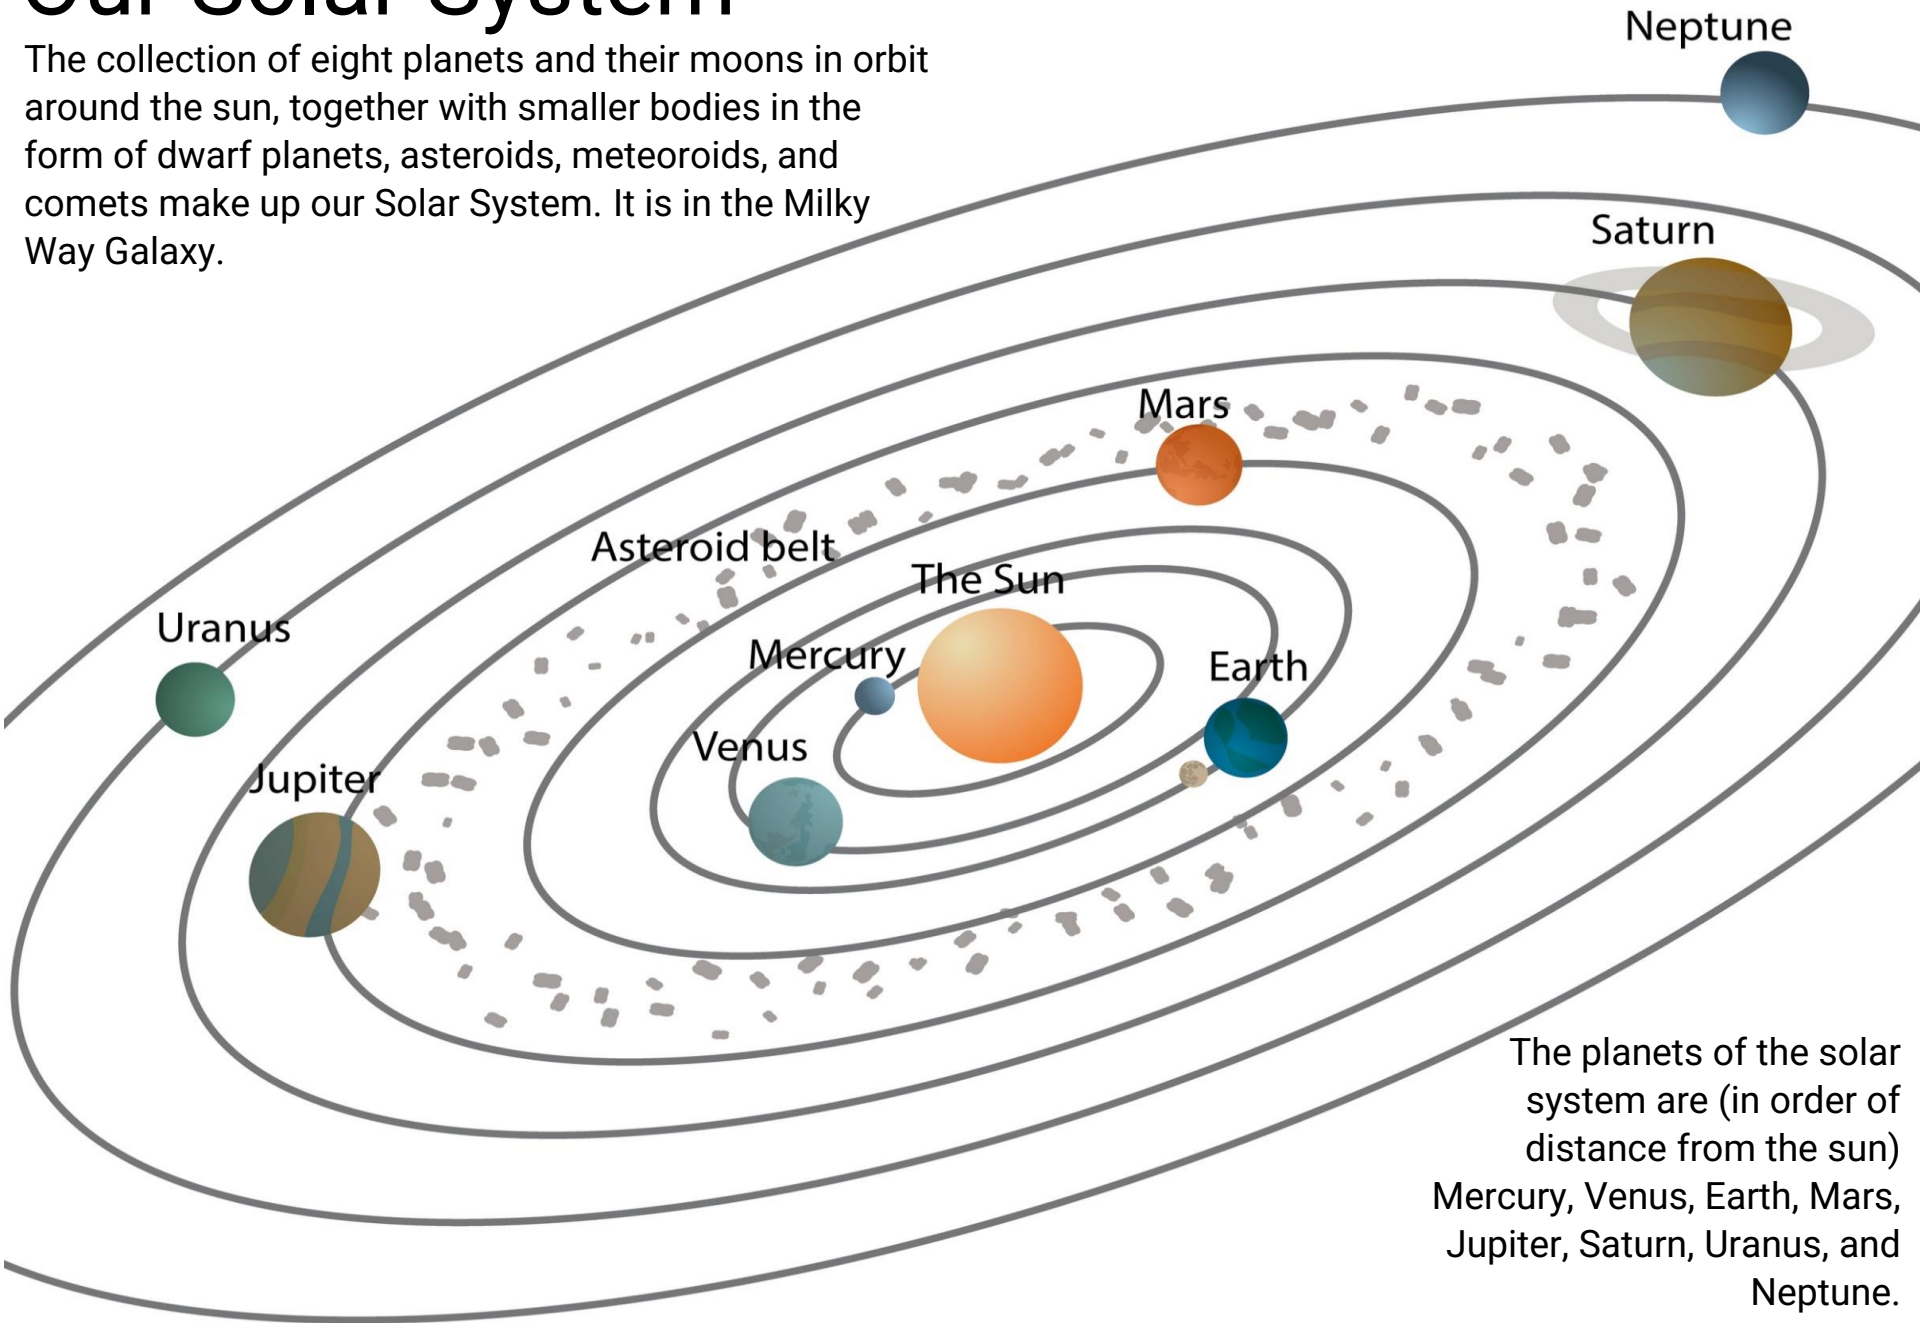 Our Solar System
The collection of eight planets and their moons in orbit
around the sun, together with smaller bodies in the
form of dwarf planets, asteroids, meteoroids, and
comets make up our Solar System. It is in the Milky
Way Galaxy.
Neptune
Saturn
Mars
Asteroid belt
The Sun
Uranus
Mercury
Earth
Venus
Jupiter
The planets of the solar
system are (in order of
distance from the sun)
Mercury, Venus, Earth, Mars,
Jupiter, Saturn, Uranus, and
Neptune.